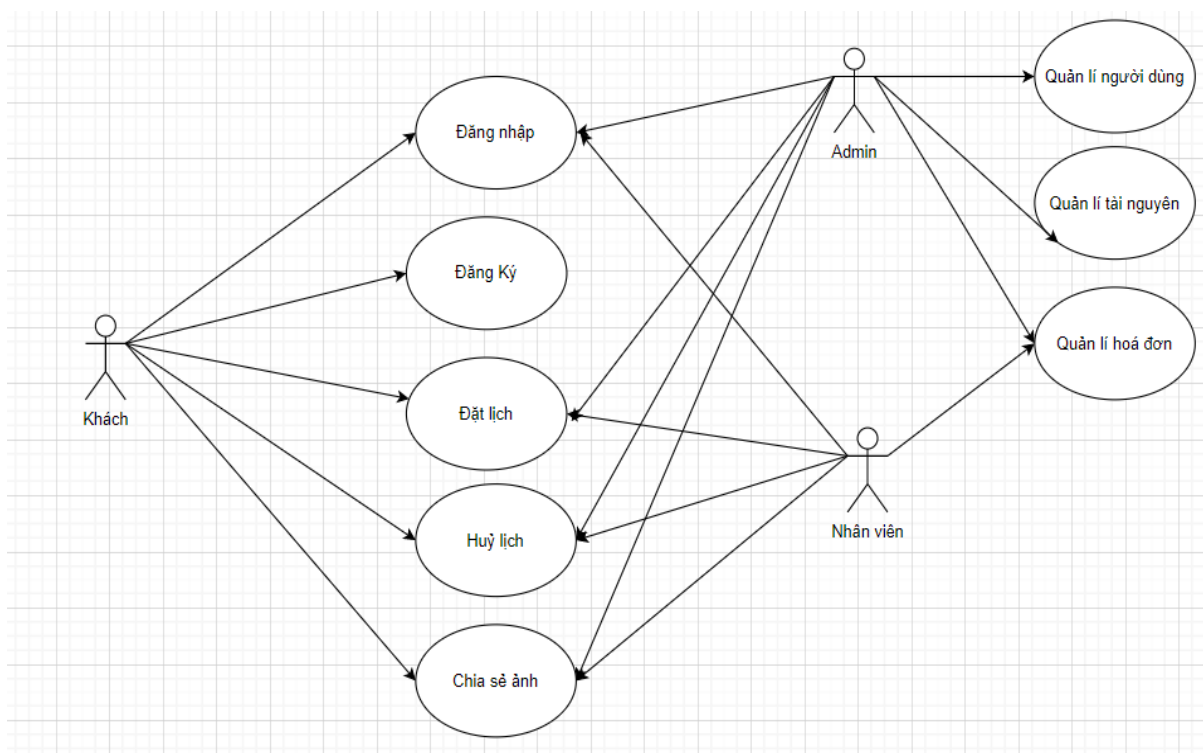 Quản lí người dùng
Đăng nhập
Admin
Quản lí tài nguyên
Đăng Ký
Quản lí hoá đơn
Khách
Đặt lịch
Nhân viên
Huỷ lịch
Chia sẻ ảnh